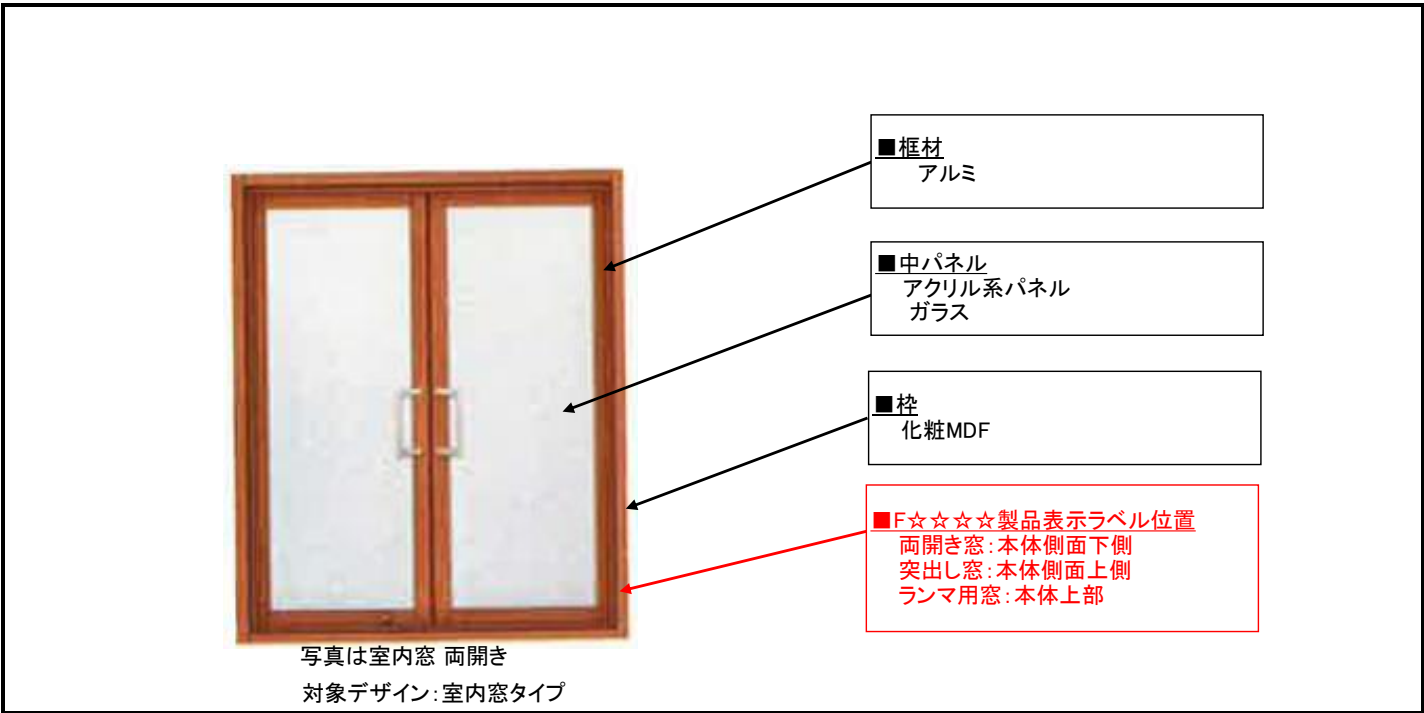 ■框材
アルミ
■中パネル
アクリル系パネル
ガラス
■枠
化粧MDF
■F☆☆☆☆製品表示ラベル位置
両開き窓:本体側面下側
突出し窓:本体側面上側
ランマ用窓:本体上部
写真は室内窓 両開き
対象デザイン:室内窓タイプ